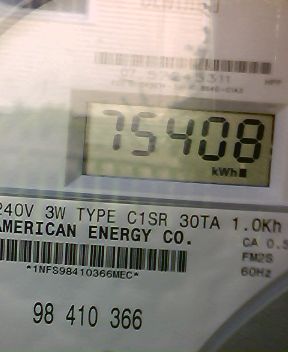 75408
kWh
240V 3W TYPE C1SR 30TA 1.0Kh
AMERICAN ENERGY CO.
CA 0.5
FM2S
*1NFS98410366MEC*
60Hz
98 410 366